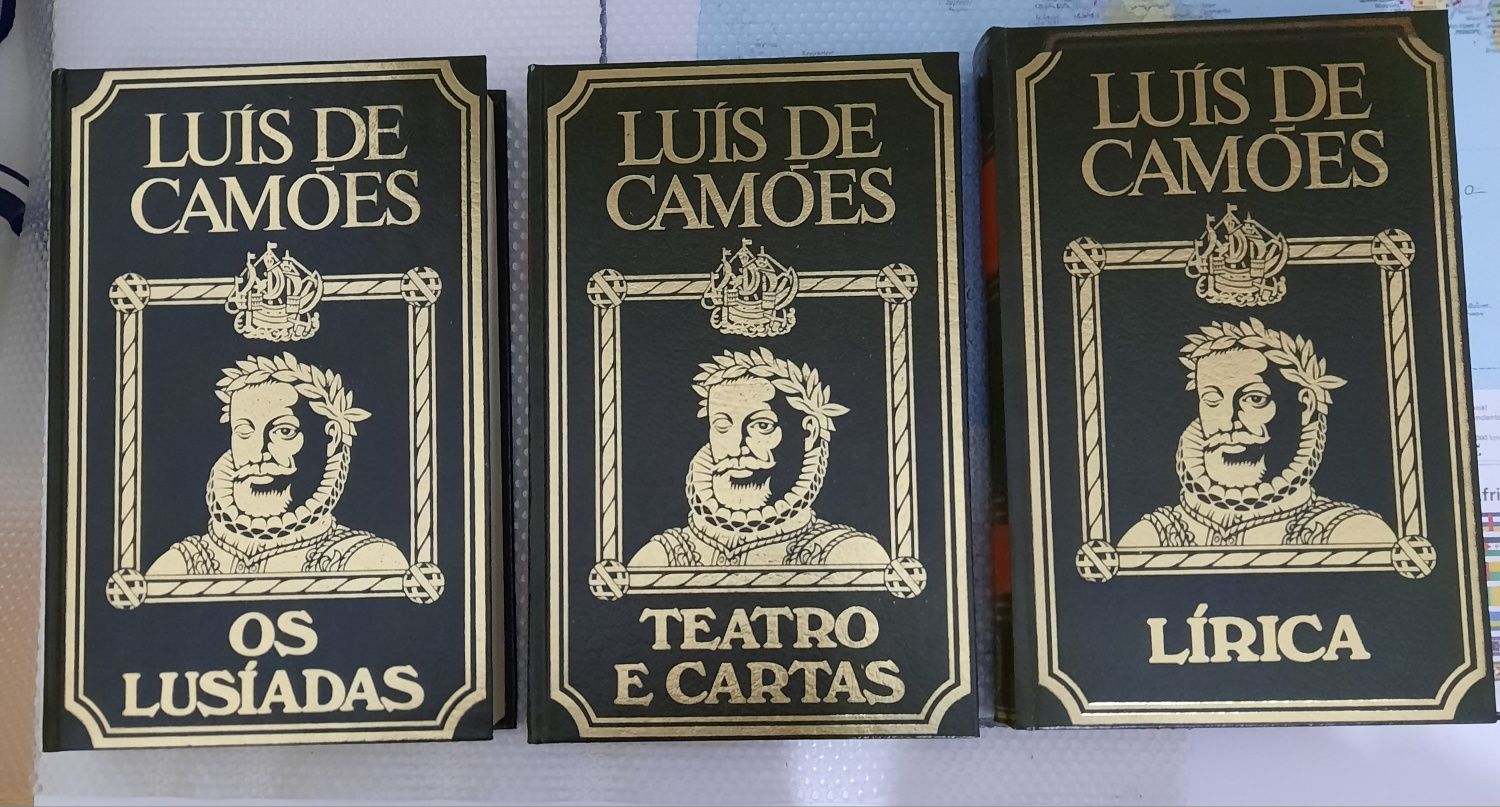 LUÍS DE
CAMÕES
OS
LUSÍADAS
LUÍS DE
CAMÕES
TEATRO
E CARTAS
LUÍS DE
CAMÕES
LÍRICA